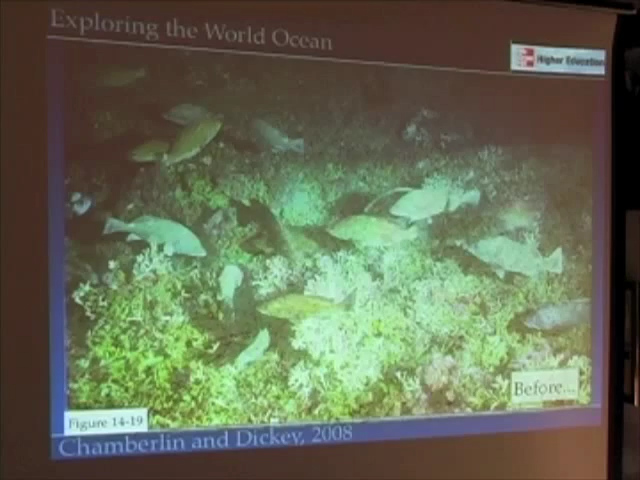 Exploring the World Ocean
Higher Education
Before...
Figure 14-19
Chamberlin and Dickey, 2008